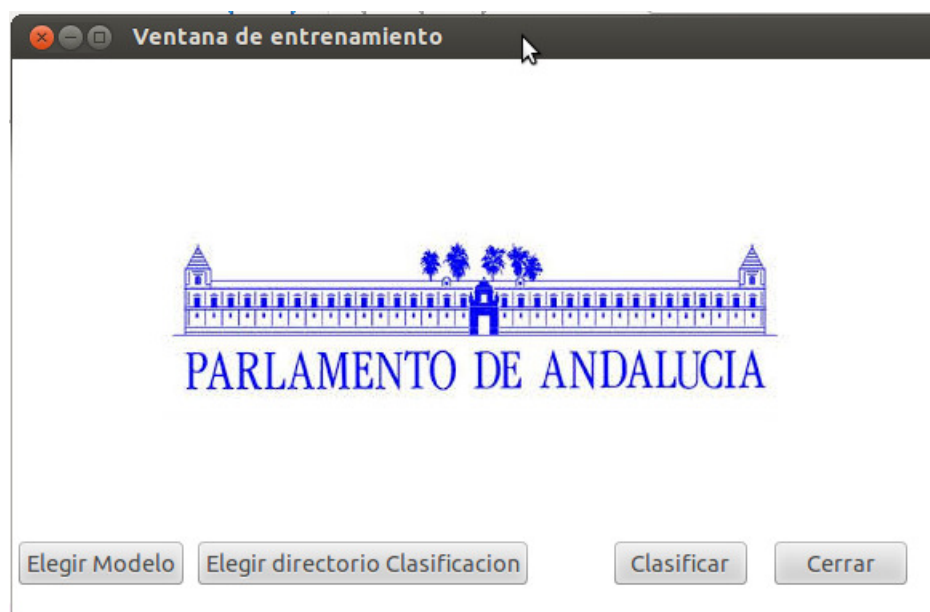 Ventana de entrenamiento
PARLAMENTO DE ANDALUCIA
Elegir Modelo Elegir directorio Clasificacion Clasificar Cerrar